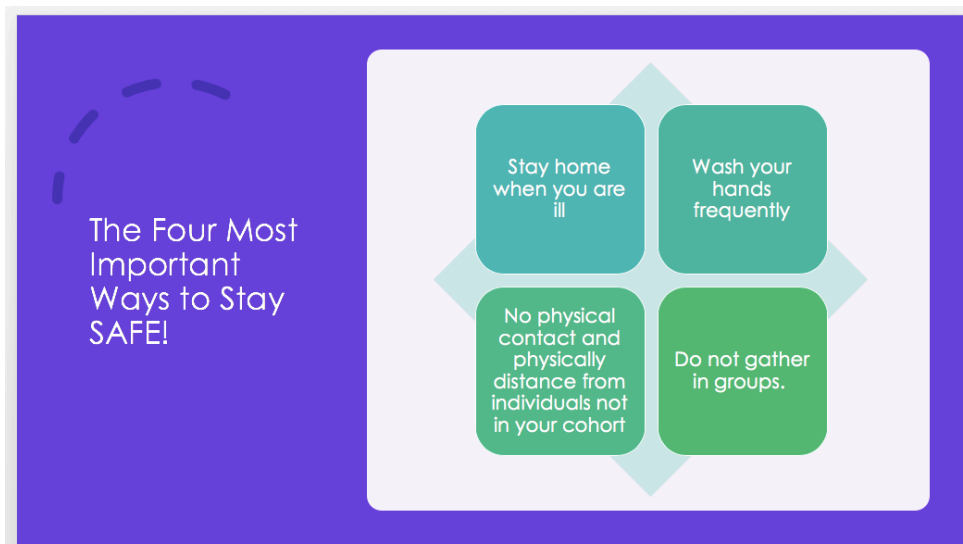 The Four Most
Important
Ways to Stay
SAFE!
Stay home
when you are
ill
Wash your
hands
frequently
No physical
contact and
physically
distance from
individuals not
in your cohort
Do not gather
in groups.